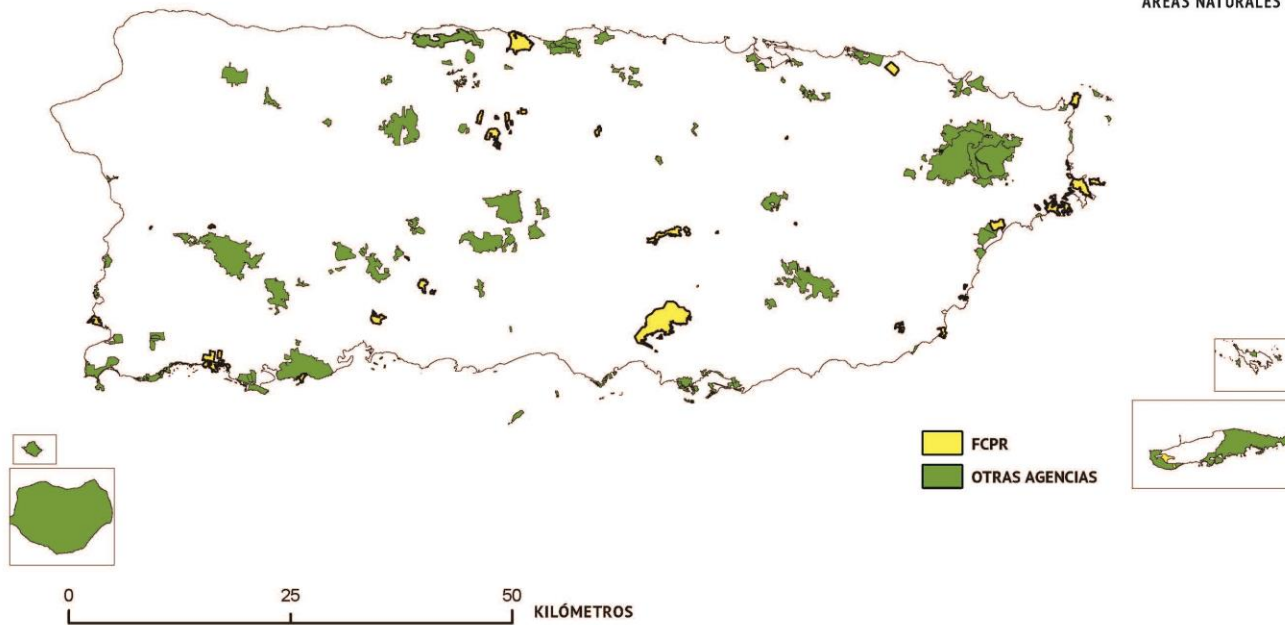 ÁREAS NATURALES
FCPR
OTRAS AGENCIAS
0 25 50 KILÓMETROS